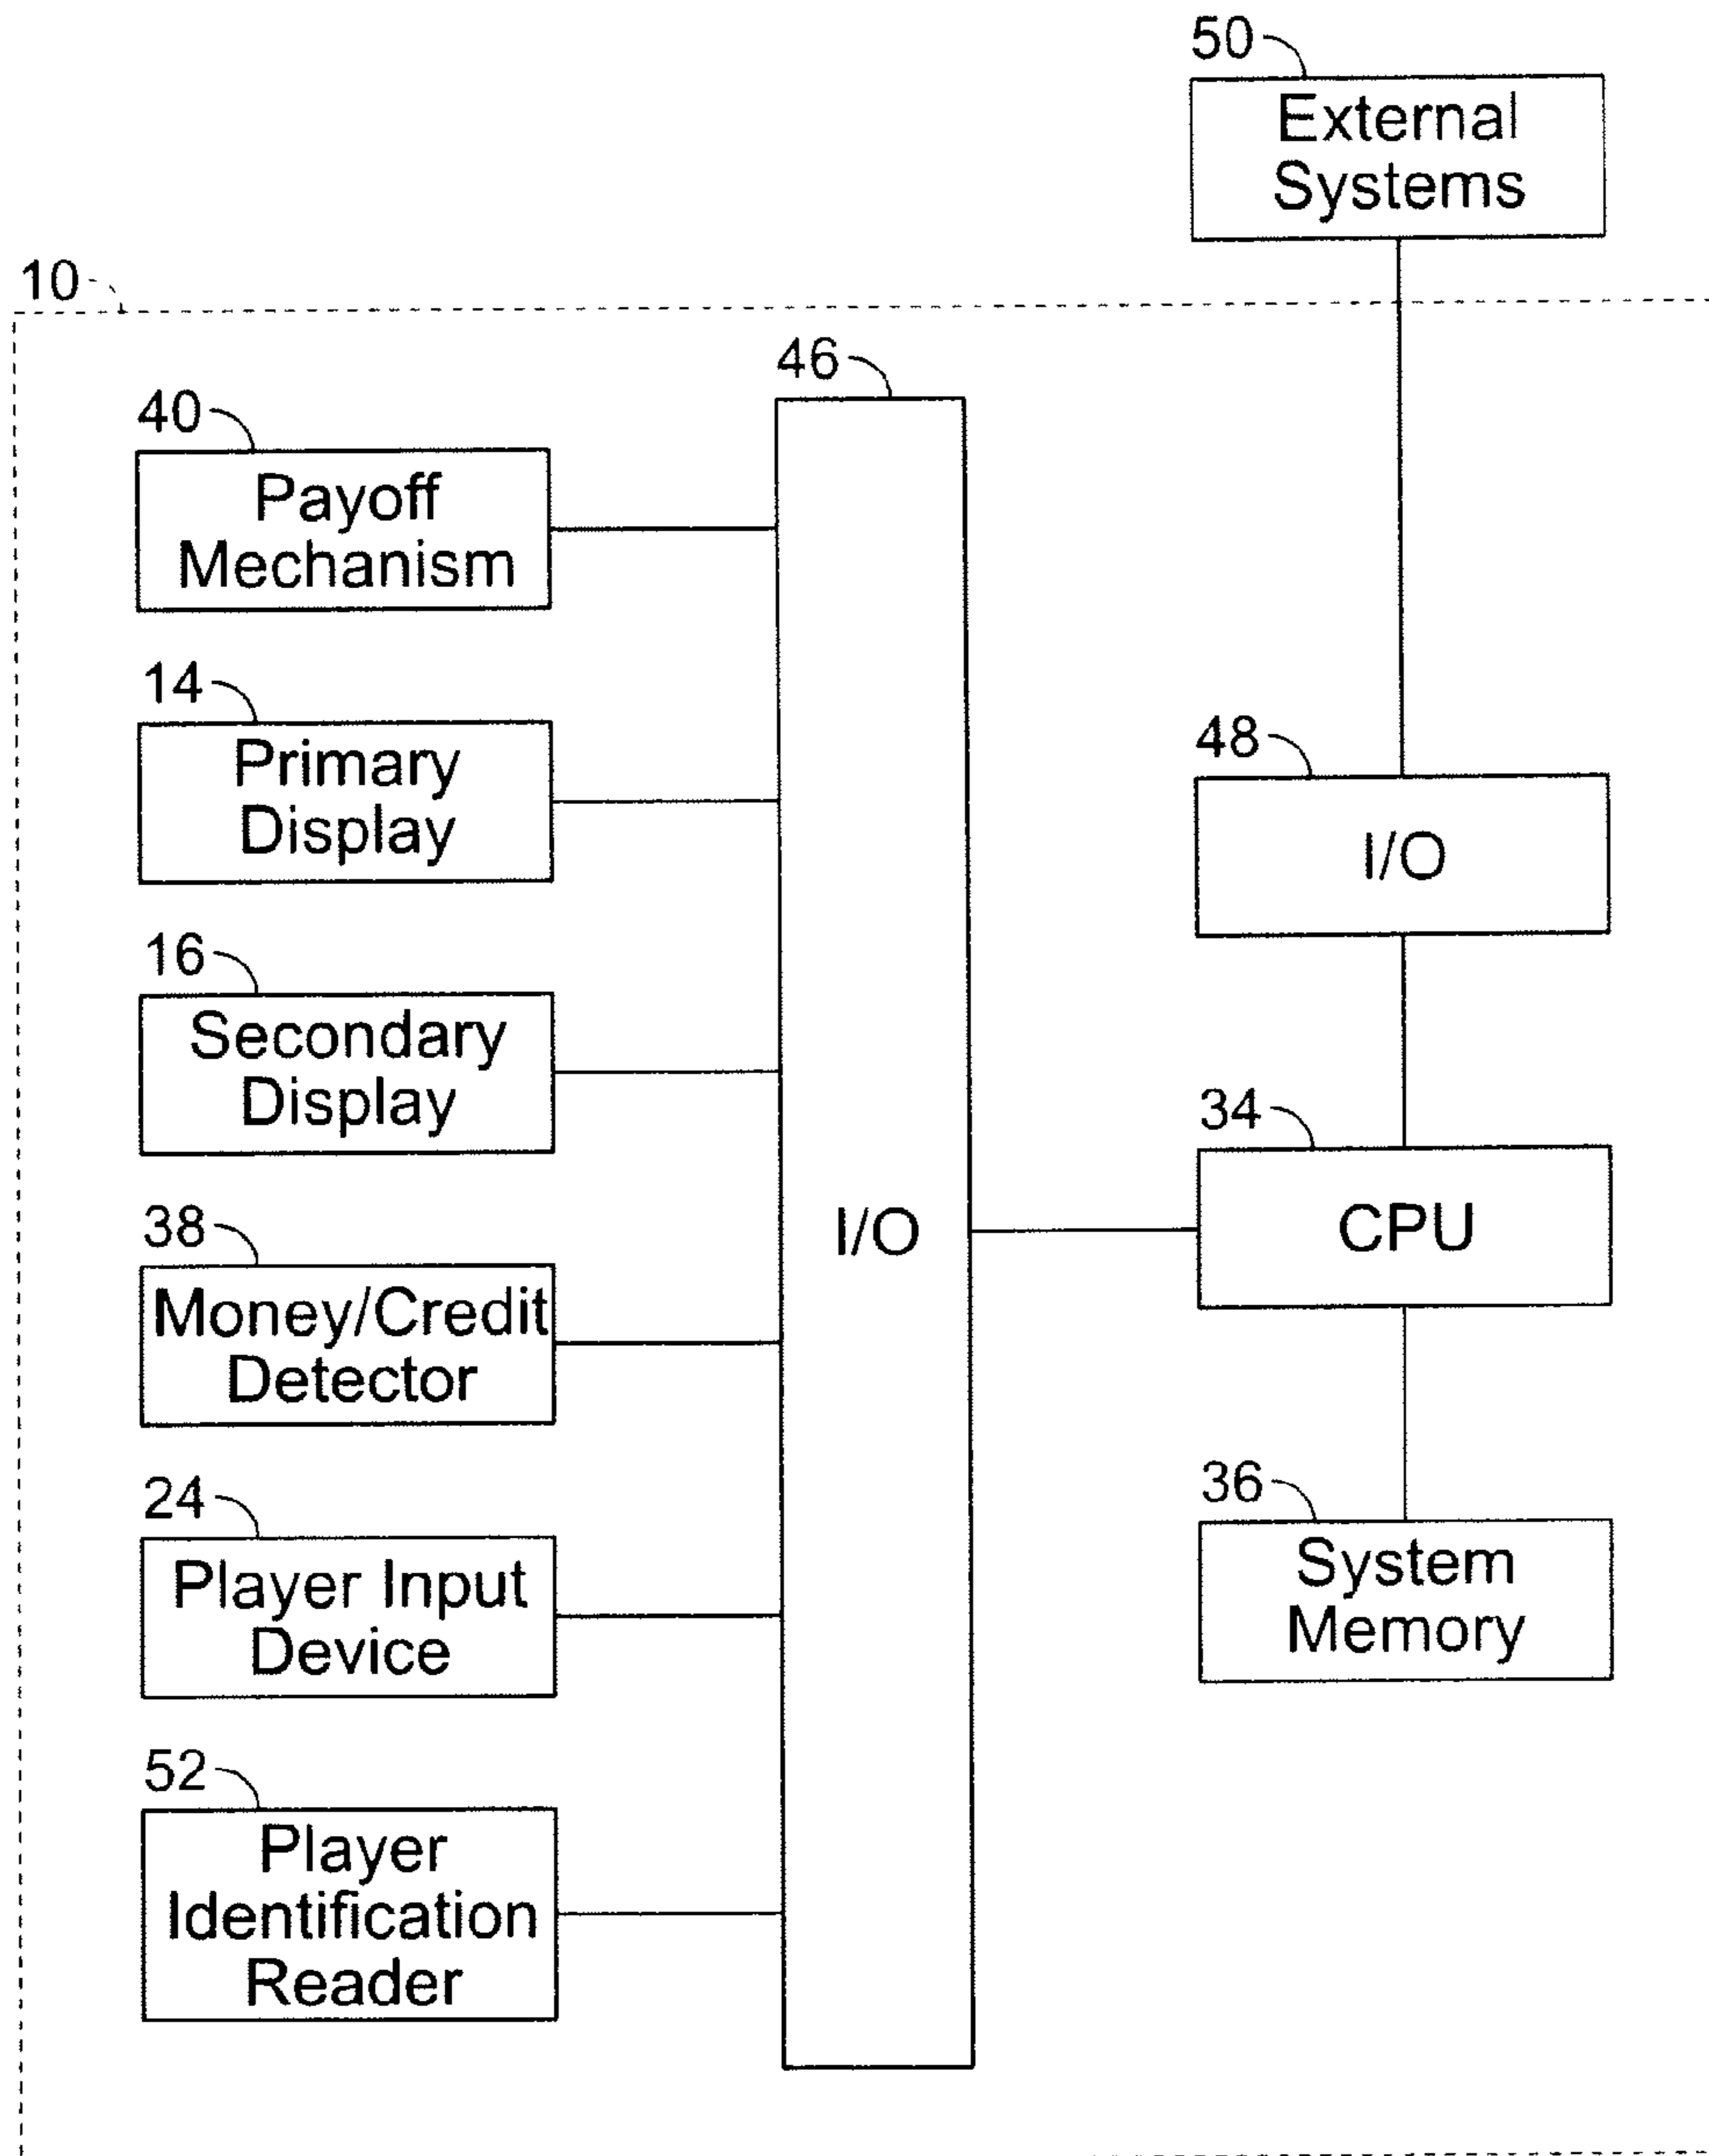 50
External
Systems
10
46
40
Payoff
Mechanism
14
Primary
Display
48
I/O
16
Secondary
Display
34
CPU
I/O
38
Money/Credit
Detector
24
Player Input
Device
36
System
Memory
52
Player
Identification
Reader